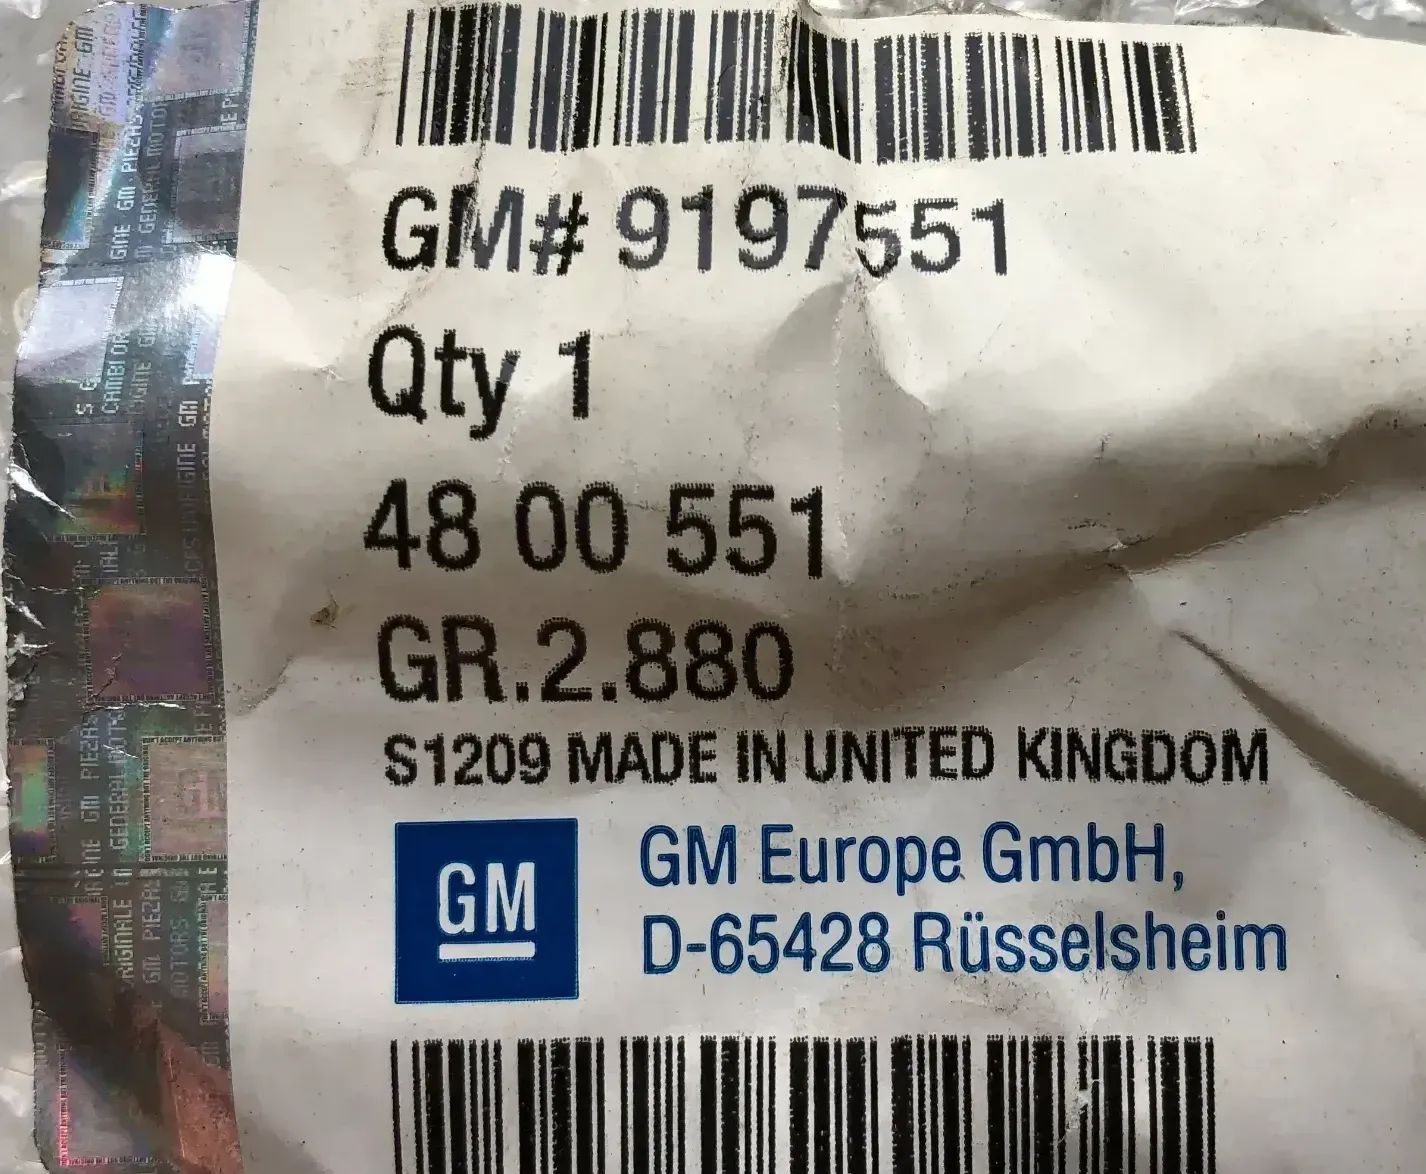 GM# 9197551
Qty 1
48 00 551
GR.2.880
S1209 MADE IN UNITED KINGDOM
GM
GM Europe GmbH,
D-65428 Rüsselsheim